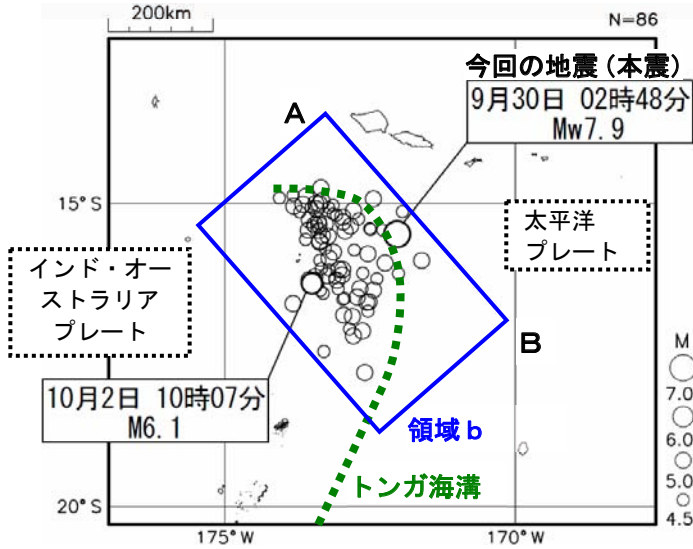 200km
N=86
今回の地震(本震)
9月30日 02時48分
Mw7.9
A
15°S
太平洋
プレート
インド・オー
ストラリア
プレート
B
M
7.0
6.0
5.0
4.5
10月2日 10時07分
M6.1
領域b
トンガ海溝
20°S
175°W
170°W